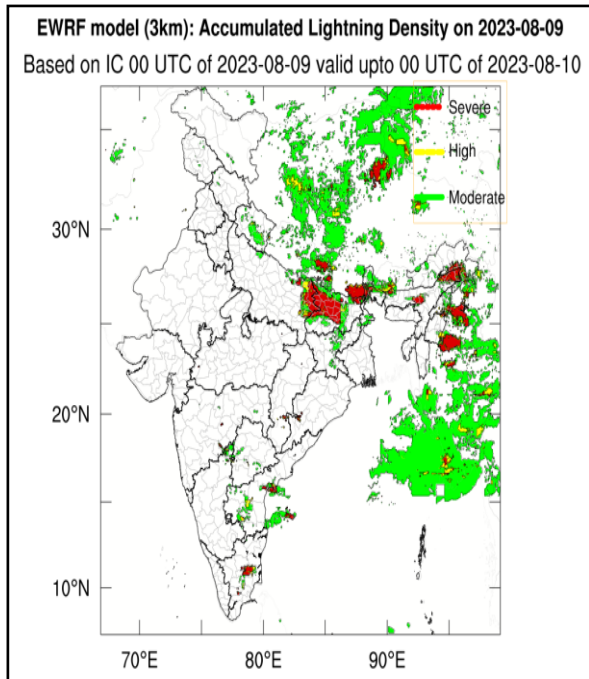 EWRF model (3km): Accumulated Lightning Density on 2023-08-09
Based on IC 00 UTC of 2023-08-09 valid upto 00 UTC of 2023-08-10
Severe
High
Moderate
30°N
20°N
10°N
70°E 80°E 90°E